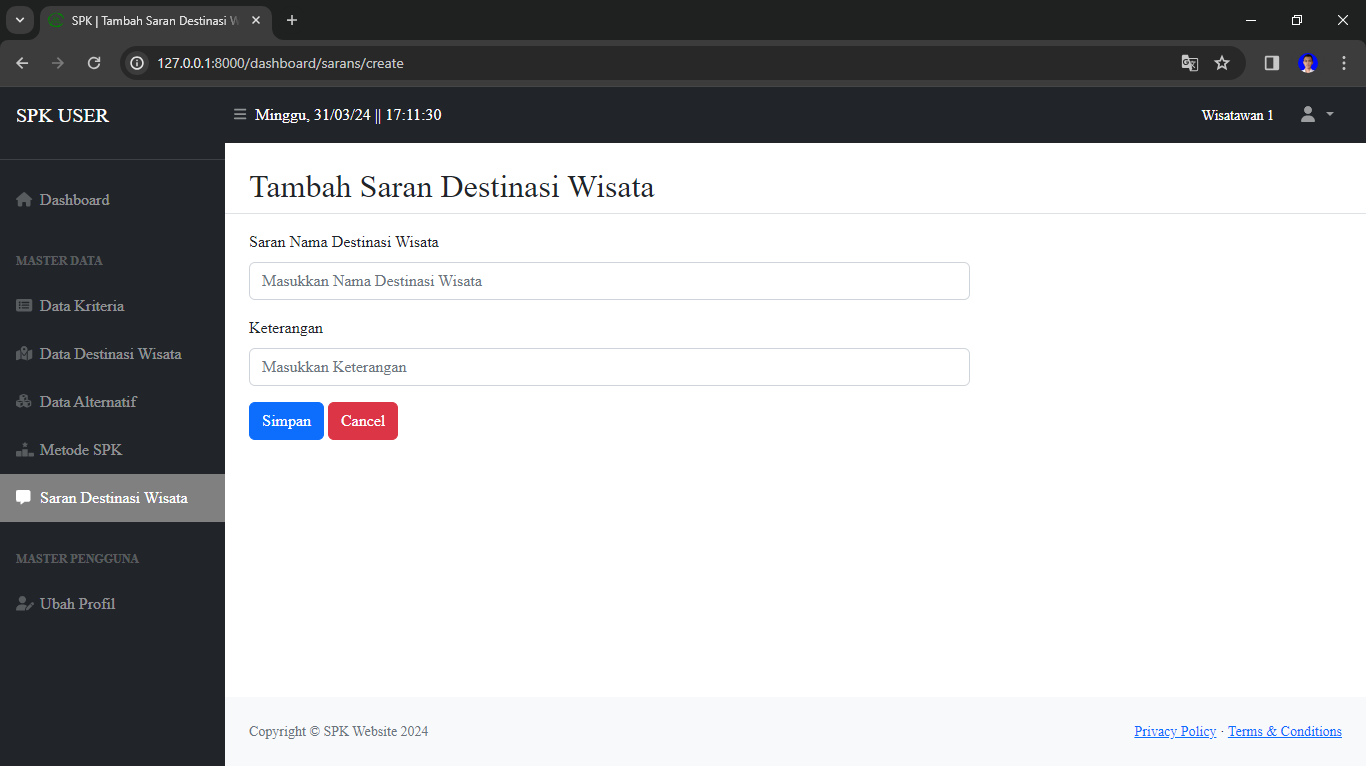 SPK | Tambah Saran Destinasi W
127.0.0.1:8000/dashboard/sarans/create
SPK USER
Minggu, 31/03/24 || 17:11:30
Wisatawan 1
Dashboard
MASTER DATA
Data Kriteria
Data Destinasi Wisata
Data Alternatif
Metode SPK
Saran Destinasi Wisata
MASTER PENGGUNA
Ubah Profil
Tambah Saran Destinasi Wisata
Saran Nama Destinasi Wisata
Masukkan Nama Destinasi Wisata
Keterangan
Masukkan Keterangan
Simpan Cancel
Copyright © SPK Website 2024
Privacy Policy · Terms & Conditions